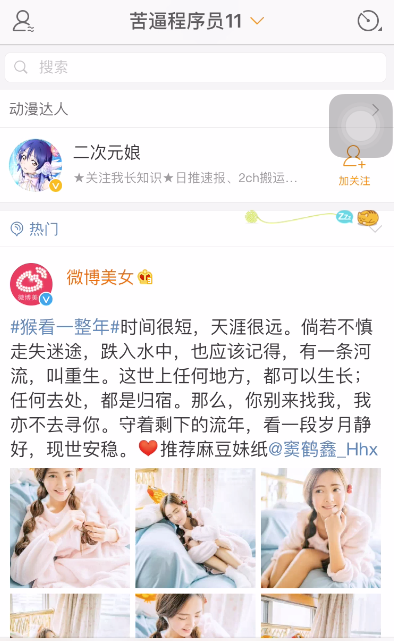 苦逼程序员11
搜索
动漫达人
二次元娘
★关注我长知识★日推速报、2ch搬运...
加关注
Zzz
热门
微博美女
微博美
#猴看一整年#时间很短，天涯很远。倘若不慎
走失迷途，跌入水中，也应该记得，有一条河
流，叫重生。这世上任何地方，都可以生长；
任何去处，都是归宿。那么，你别来找我，我
亦不去寻你。守着剩下的流年，看一段岁月静
好，现世安稳。❤️推荐麻豆妹纸@窦鹤鑫_Hhx